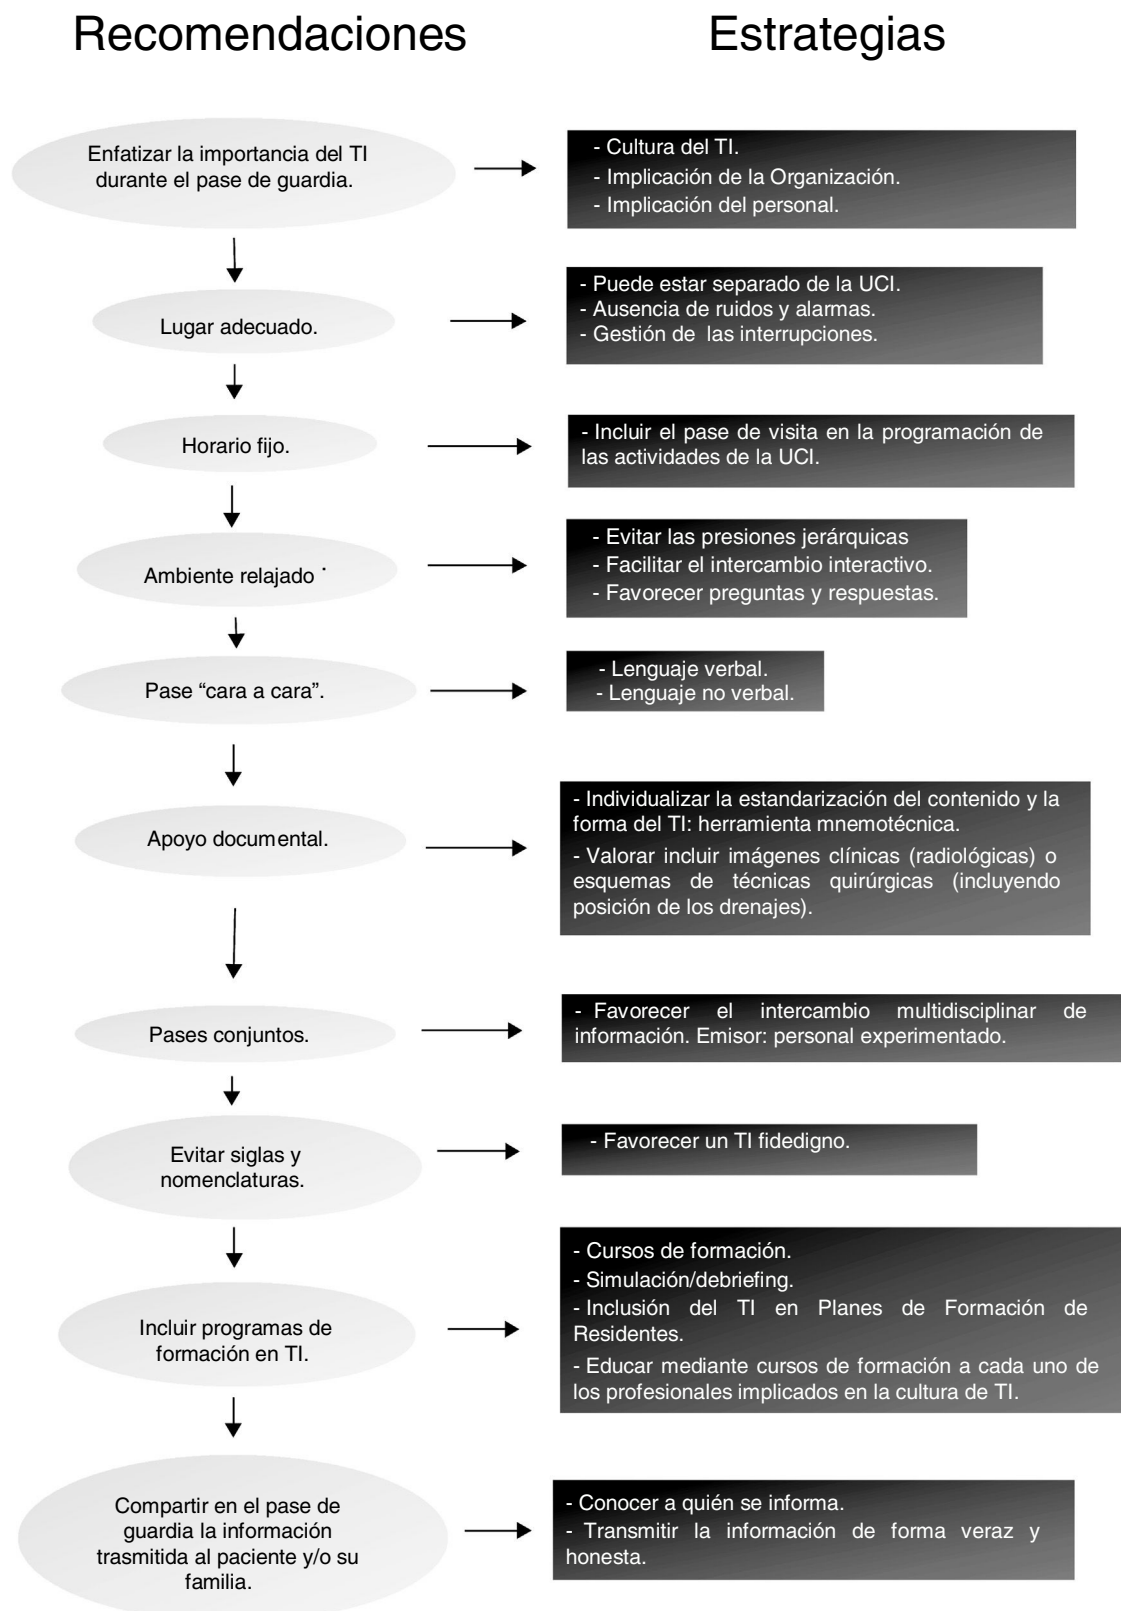 Recomendaciones
Estrategias
Enfatizar la importancia del TI
durante el pase de guardia.
- Cultura del TI.
- Implicación de la Organización.
- Implicación del personal.
Lugar adecuado.
- Puede estar separado de la UCI.
- Ausencia de ruidos y alarmas.
- Gestión de las interrupciones.
Horario fijo.
- Incluir el pase de visita en la programación de
las actividades de la UCI.
Ambiente relajado .
- Evitar las presiones jerárquicas
- Facilitar el intercambio interactivo.
- Favorecer preguntas y respuestas.
Pase “cara a cara”.
- Lenguaje verbal.
- Lenguaje no verbal.
Apoyo documental.
- Individualizar la estandarización del contenido y la
forma del TI: herramienta mnemotécnica.
- Valorar incluir imágenes clínicas (radiológicas) o
esquemas de técnicas quirúrgicas (incluyendo
posición de los drenajes).
Pases conjuntos.
- Favorecer el intercambio multidisciplinar de
información. Emisor: personal experimentado.
Evitar siglas y
nomenclaturas.
- Favorecer un TI fidedigno.
Incluir programas de
formación en TI.
- Cursos de formación.
- Simulación/debriefing.
- Inclusión del TI en Planes de Formación de
Residentes.
- Educar mediante cursos de formación a cada uno de
los profesionales implicados en la cultura de TI.
Compartir en el pase de
guardia la información
trasmitida al paciente y/o su
familia.
- Conocer a quién se informa.
- Transmitir la información de forma veraz y
honesta.